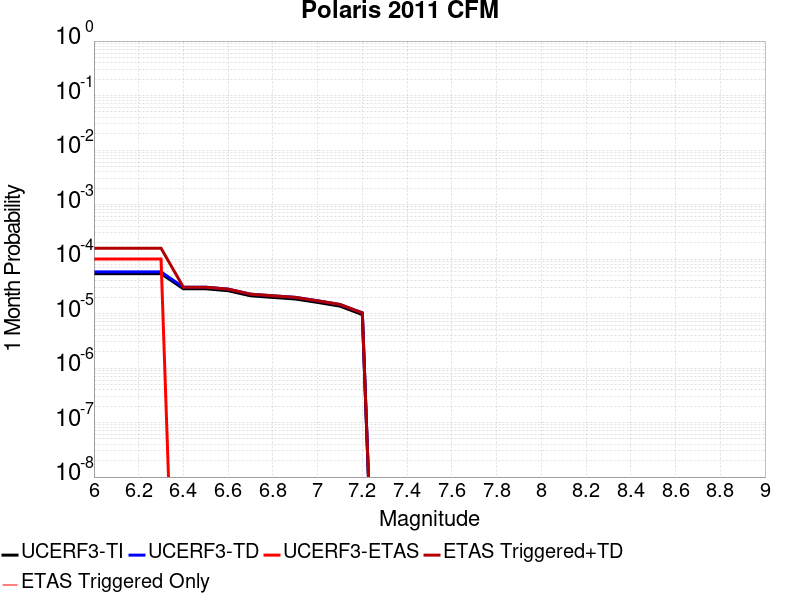 Polaris 2011 CFM
10^0
10^-1
10^-2
10^-3
10^-4
10^-5
10^-6
10^-7
10^-8
1 Month Probability
6 6.2 6.4 6.6 6.8 7 7.2 7.4 7.6 7.8 8 8.2 8.4 8.6 8.8 9
Magnitude
UCERF3-TI UCERF3-TD UCERF3-ETAS ETAS Triggered+TD
ETAS Triggered Only